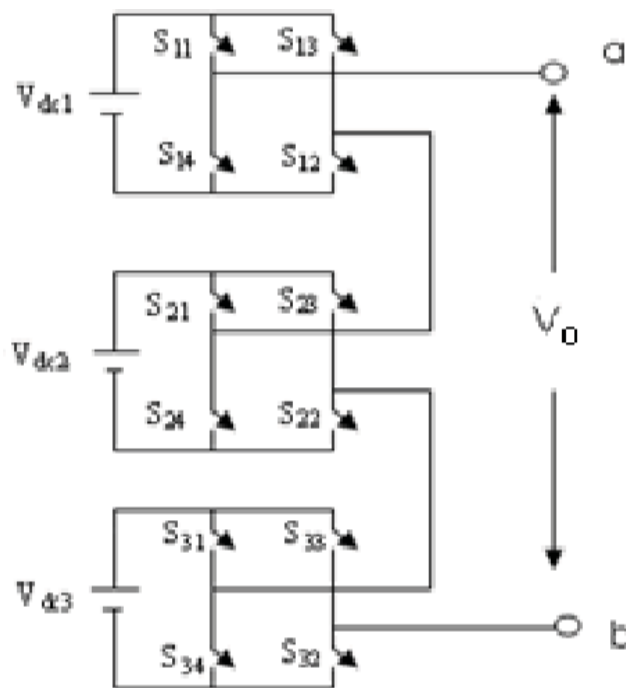 S11 S13 a
Vdc1
S14 S12
S21 S23
Vdc2 Vo
S24 S22
S31 S33
Vdc3
S34 S32 b